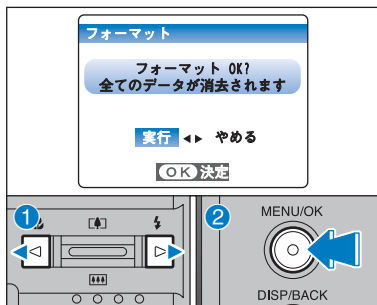 フォーマット
フォーマット OK?
全てのデータが消去されます
実行 ◀▶ やめる
OK 決定
1
2
MENU/OK
DISP/BACK